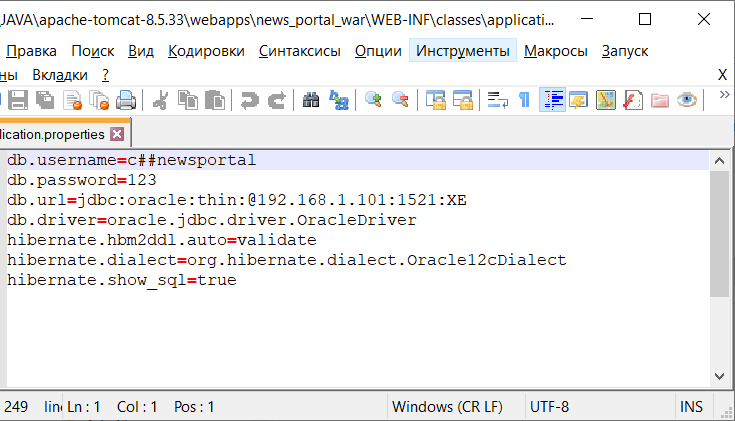 _JAVA\apache-tomcat-8.5.33\webapps\news_portal_war\WEB-INF\classes\applicati...
Правка Поиск Вид Кодировки Синтаксисы Опции Инструменты Макросы Запуск
ны Вкладки ? X
lication.properties
db.username=c##newsportal
db.password=123
db.url=jdbc:oracle:thin:@192.168.1.101:1521:XE
db.driver=oracle.jdbc.driver.OracleDriver
hibernate.hbm2ddl.auto=validate
hibernate.dialect=org.hibernate.dialect.Oracle12cDialect
hibernate.show_sql=true
249 line Ln : 1 Col : 1 Pos : 1 Windows (CR LF) UTF-8 INS